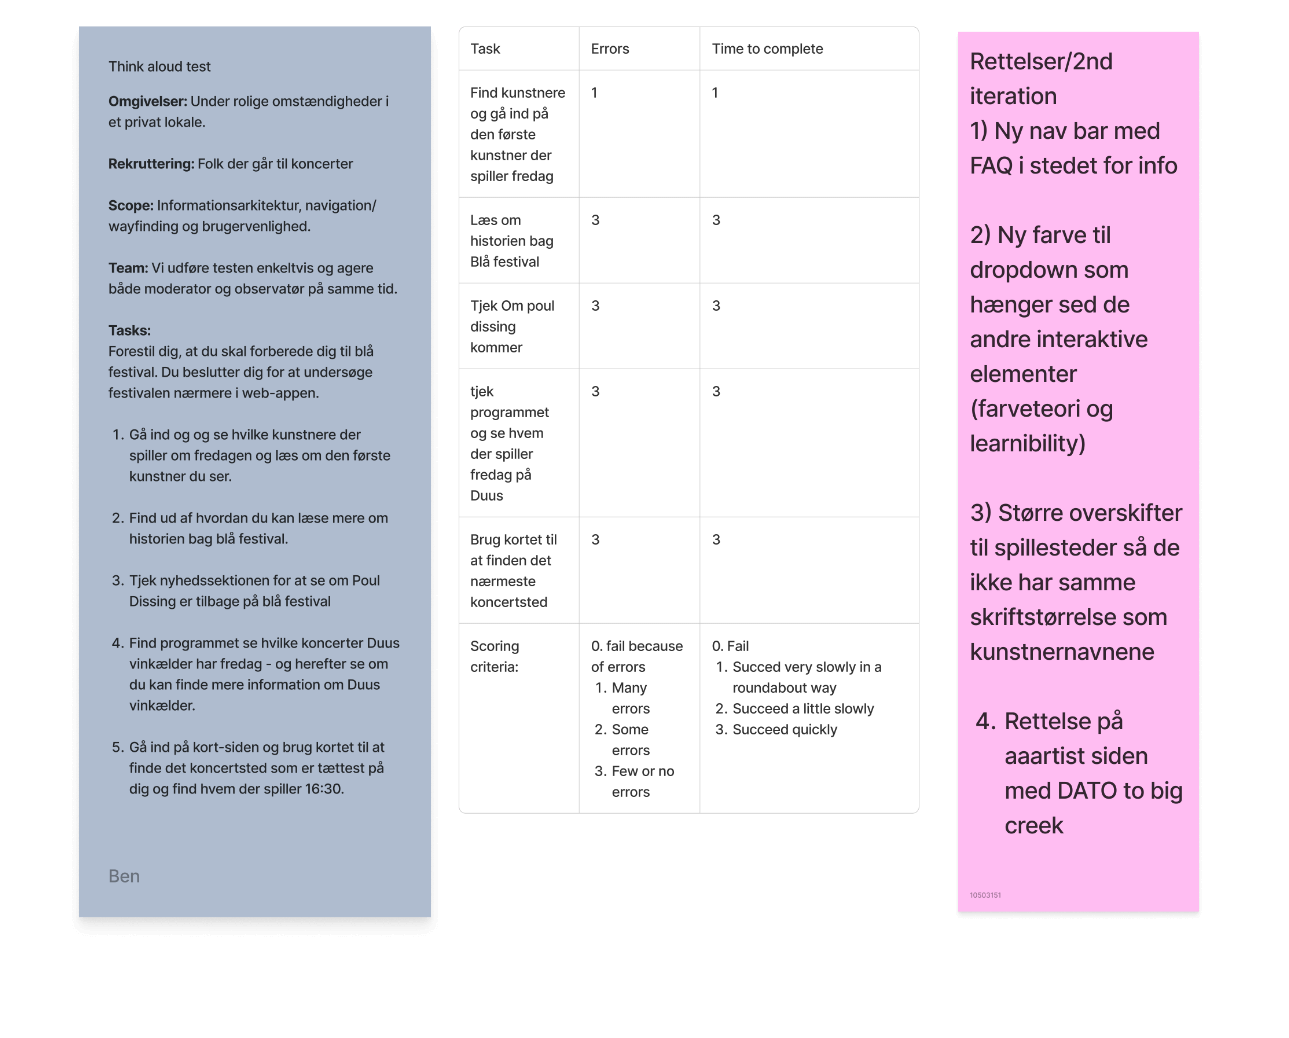 Think aloud test
Omgivelser: Under rolige omstændigheder i
et privat lokale.
Rekruttering: Folk der går til koncerter
Scope: Informationsarkitektur, navigation/
wayfinding og brugervenlighed.
Team: Vi udføre testen enkeltvis og agere
både moderator og observatør på samme tid.
Tasks:
Forestil dig, at du skal forberede dig til blå
festival. Du beslutter dig for at undersøge
festivalen nærmere i web-appen.
1. Gå ind og og se hvilke kunstnere der
spiller om fredagen og læs om den første
kunstner du ser.
2. Find ud af hvordan du kan læse mere om
historien bag blå festival.
3. Tjek nyhedssektionen for at se om Poul
Dissing er tilbage på blå festival
4. Find programmet se hvilke koncerter Duus
vinkælder har fredag - og herefter se om
du kan finde mere information om Duus
vinkælder.
5. Gå ind på kort-siden og brug kortet til at
finde det koncertsted som er tættest på
dig og find hvem der spiller 16:30.
Ben
Task Errors Time to complete
Find kunstnere 1 1
og gå ind på
den første
kunstner der
spiller fredag
Læs om 3 3
historien bag
Blå festival
Tjek Om poul 3 3
dissing
kommer
tjek 3 3
programmet
og se hvem
der spiller
fredag på
Duus
Brug kortet til 3 3
at finden det
nærmeste
koncertsted
Scoring 0. fail because 0. Fail
criteria: of errors 1. Succed very slowly in a
1. Many roundabout way
errors 2. Succeed a little slowly
2. Some 3. Succeed quickly
errors
3. Few or no
errors
Rettelser/2nd
iteration
1) Ny nav bar med
FAQ i stedet for info
2) Ny farve til
dropdown som
hænger sed de
andre interaktive
elementer
(farveteori og
learnibility)
3) Større overskifter
til spillesteder så de
ikke har samme
skriftstørrelse som
kunstnernavnene
4. Rettelse på
aaartist siden
med DATO to big
creek
10503151